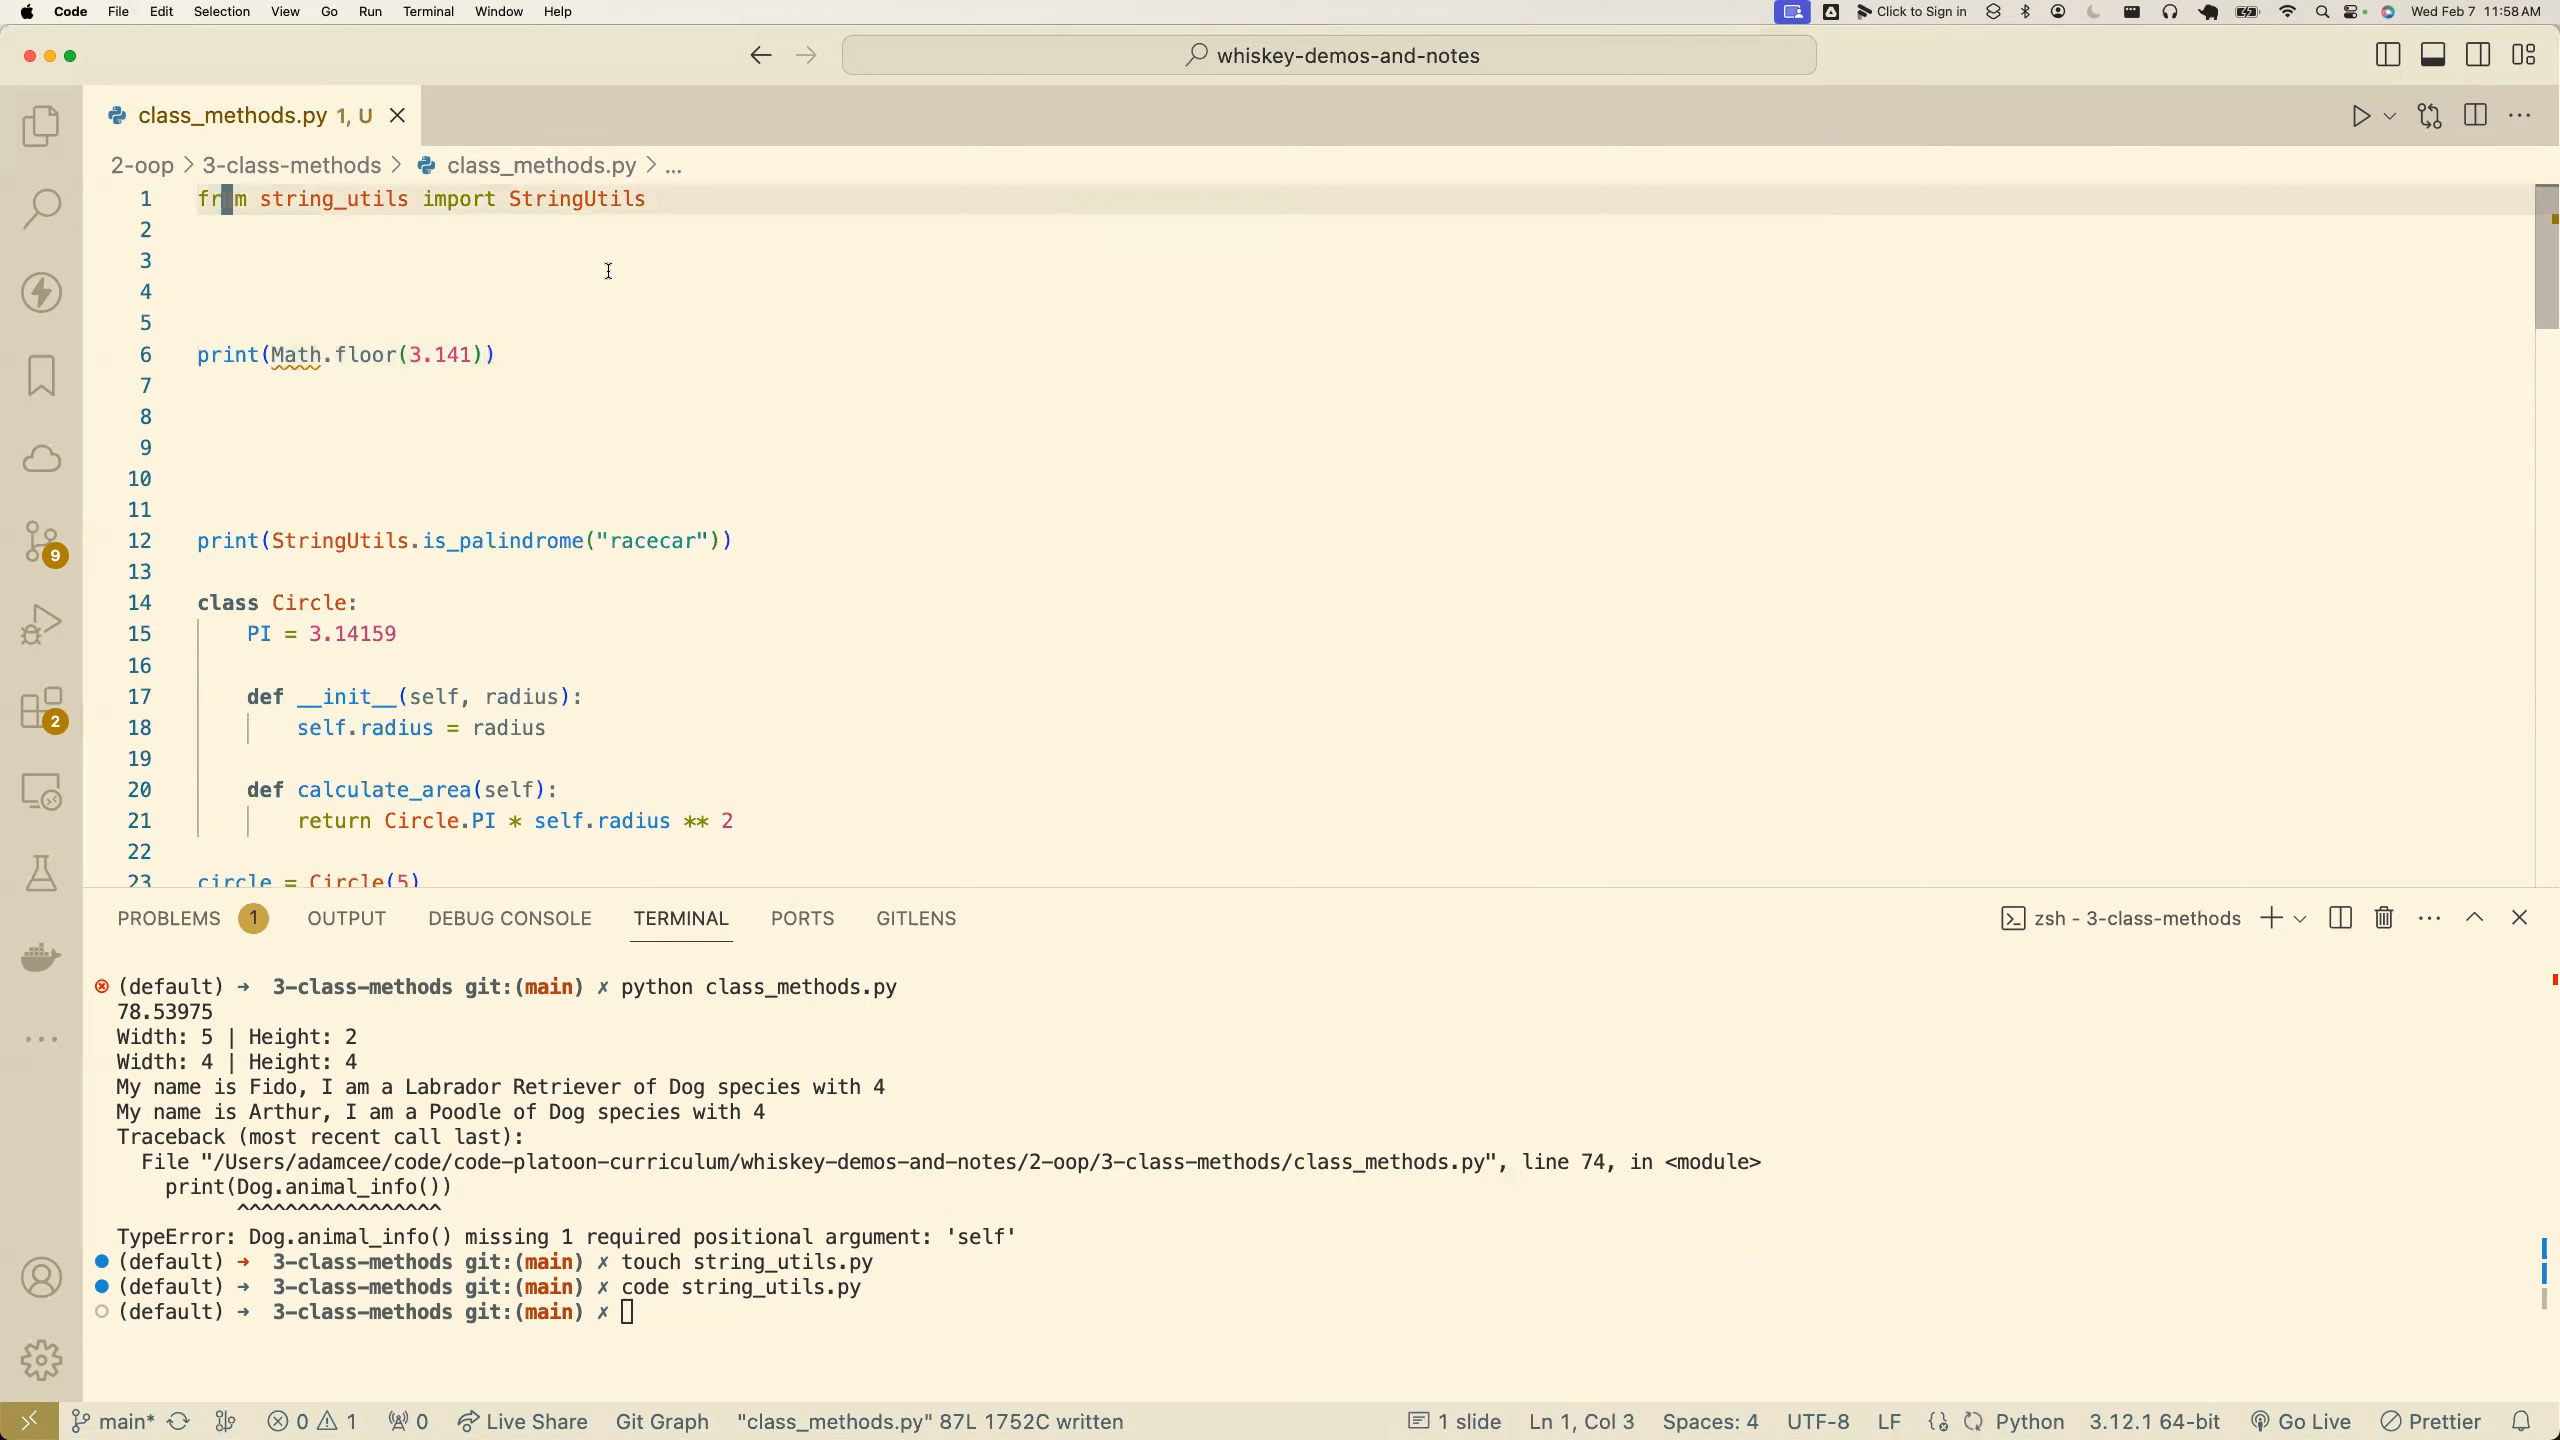 Code File Edit Selection View Go Run Terminal Window Help Click to Sign in Wed Feb 7 11:58 AM
whiskey-demos-and-notes
class_methods.py 1, U
2-oop > 3-class-methods > class_methods.py > ...
1 from string_utils import StringUtils
2
3
4
5
6 print(Math.floor(3.141))
7
8
9
10
11
12 print(StringUtils.is_palindrome("racecar"))
13
14 class Circle:
15 PI = 3.14159
16
17 def __init__(self, radius):
18 self.radius = radius
19
20 def calculate_area(self):
21 return Circle.PI * self.radius ** 2
22
23 circle = Circle(5)
9
2
PROBLEMS 1 OUTPUT DEBUG CONSOLE TERMINAL PORTS GITLENS zsh - 3-class-methods
(default) → 3-class-methods git:(main) ✗ python class_methods.py
78.53975
Width: 5 | Height: 2
Width: 4 | Height: 4
My name is Fido, I am a Labrador Retriever of Dog species with 4
My name is Arthur, I am a Poodle of Dog species with 4
Traceback (most recent call last):
File "/Users/adamcee/code/code-platoon-curriculum/whiskey-demos-and-notes/2-oop/3-class-methods/class_methods.py", line 74, in <module>
print(Dog.animal_info())
^^^^^^^^^^^^^^^^^
TypeError: Dog.animal_info() missing 1 required positional argument: 'self'
(default) → 3-class-methods git:(main) ✗ touch string_utils.py
(default) → 3-class-methods git:(main) ✗ code string_utils.py
(default) → 3-class-methods git:(main) ✗
main* 0 1 0 Live Share Git Graph "class_methods.py" 87L 1752C written 1 slide Ln 1, Col 3 Spaces: 4 UTF-8 LF Python 3.12.1 64-bit Go Live Prettier